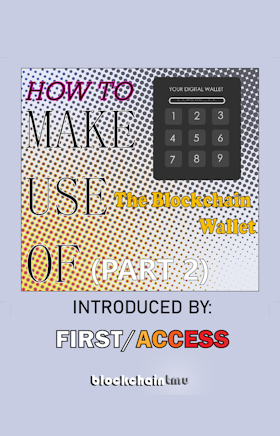 HOW TO
YOUR DIGITAL WALLET
MAKE
1 2 3
4 5 6
7 8 9
USE
The Blockchain
Wallet
OF (PART 2)
INTRODUCED BY:
FIRST/ACCESS
blockchaintmu